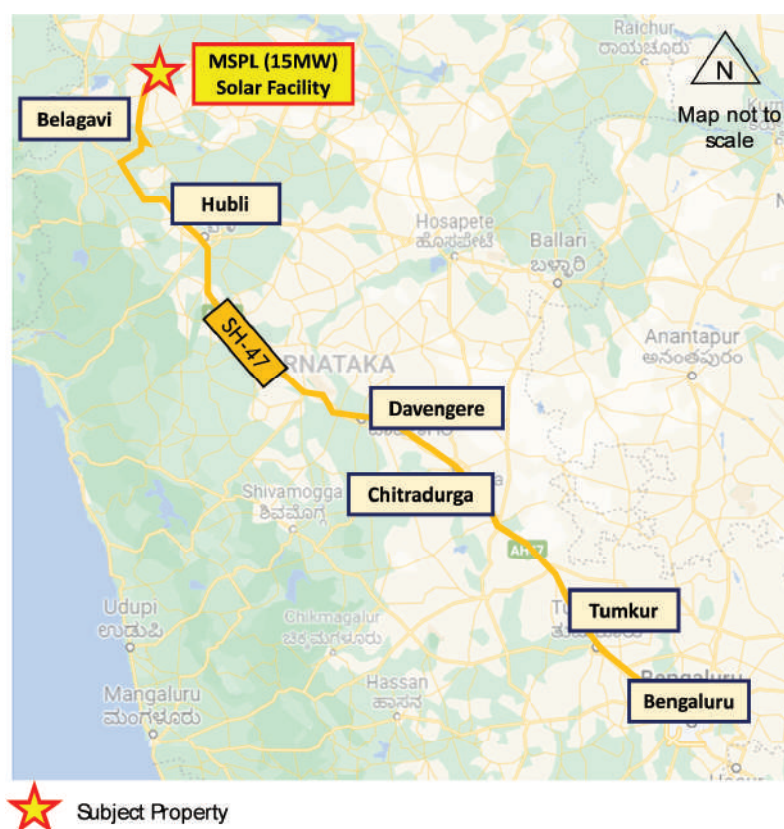 MSPL (15MW)
Solar Facility
Raichur
ರಾಯಚೂರು
N
Map not to
scale
Belagavi
Hubli
Hosapete
ಹೊಸಪೇಟೆ
Ballari
ಬಳ್ಳಾರಿ
SH-47
Anantapur
అనంతపురం
RNATAKA
Davengere
Chitradurga
Shivamogga
ಶಿವಮೊಗ್ಗ
Tumkur
Udupi
ಉಡುಪಿ
Chikmagalur
ಚಿಕ್ಕಮಗಳೂರು
Hassan
ಹಾಸನ
Bengaluru
Mangaluru
ಮಂಗಳೂರು
Subject Property